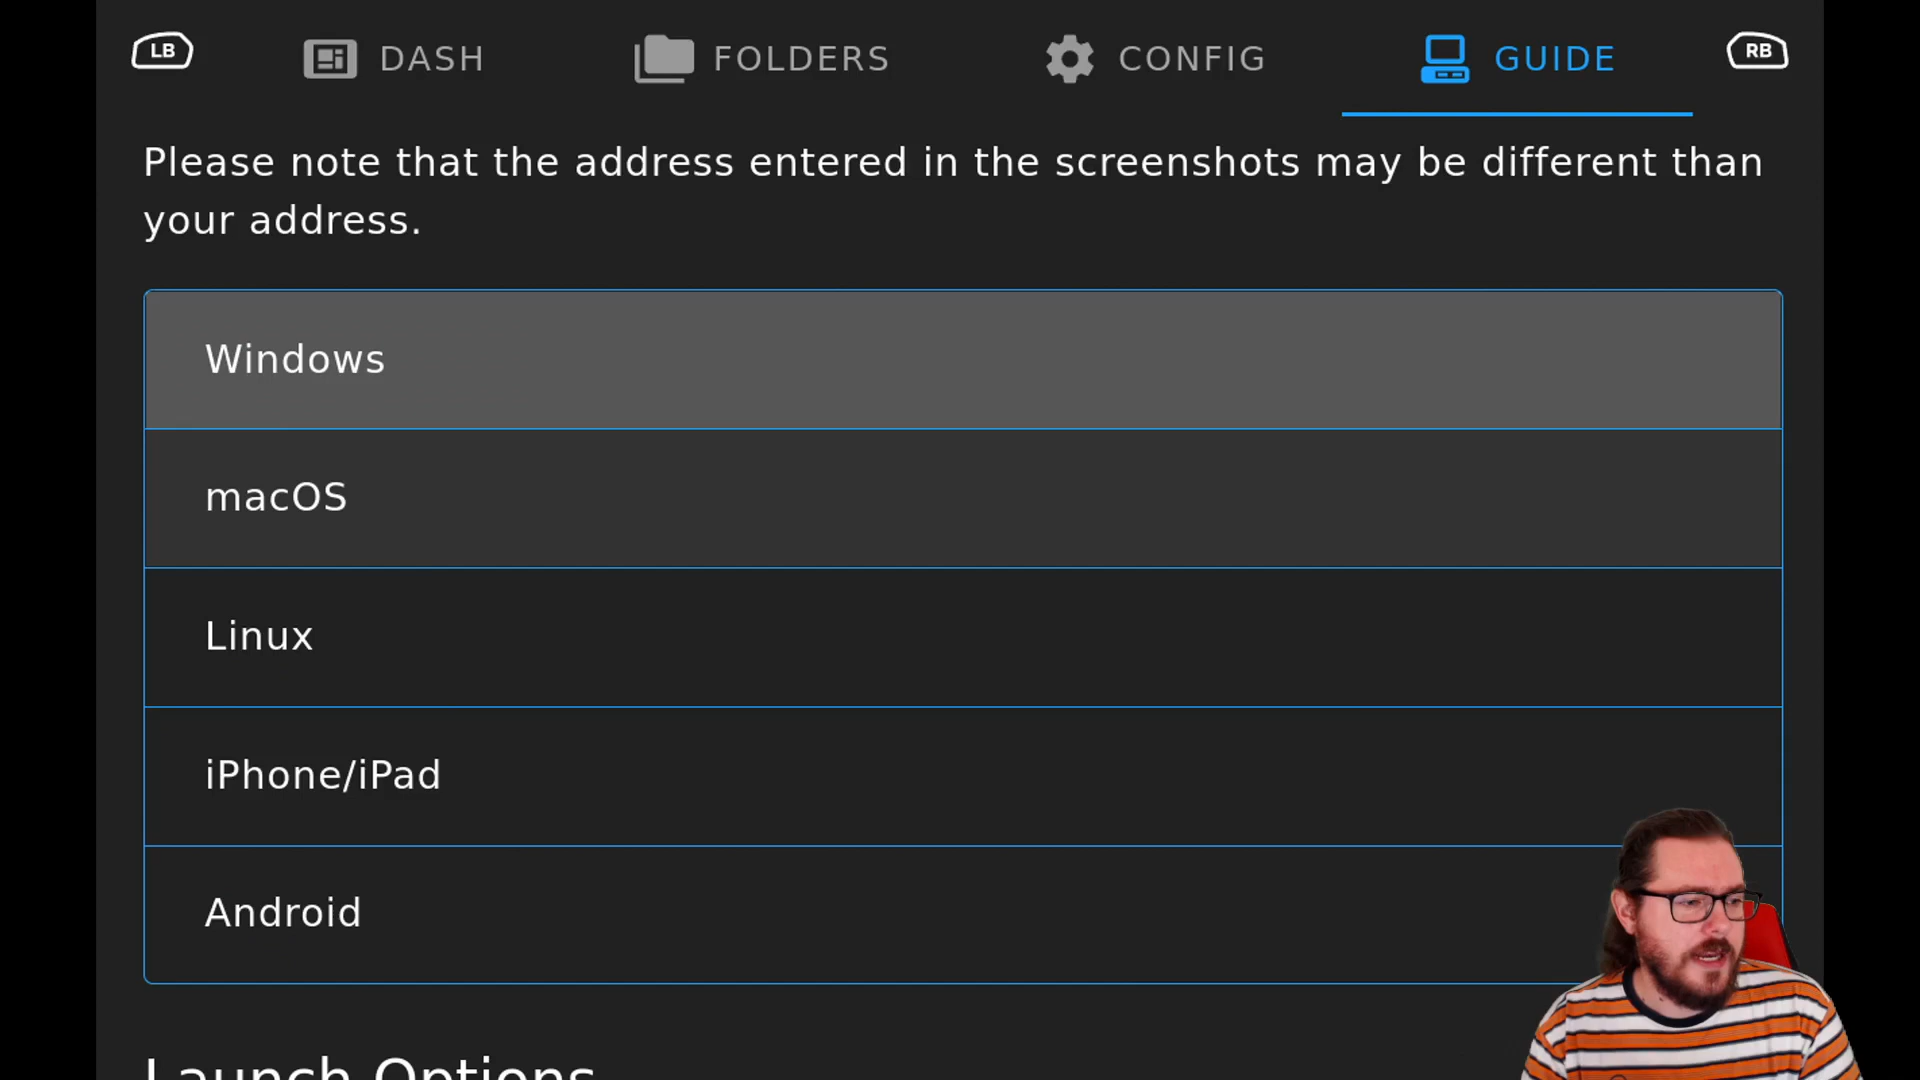 LB
DASH
FOLDERS
CONFIG
GUIDE
RB
Please note that the address entered in the screenshots may be different than
your address.
Windows
macOS
Linux
iPhone/iPad
Android
Launch Options